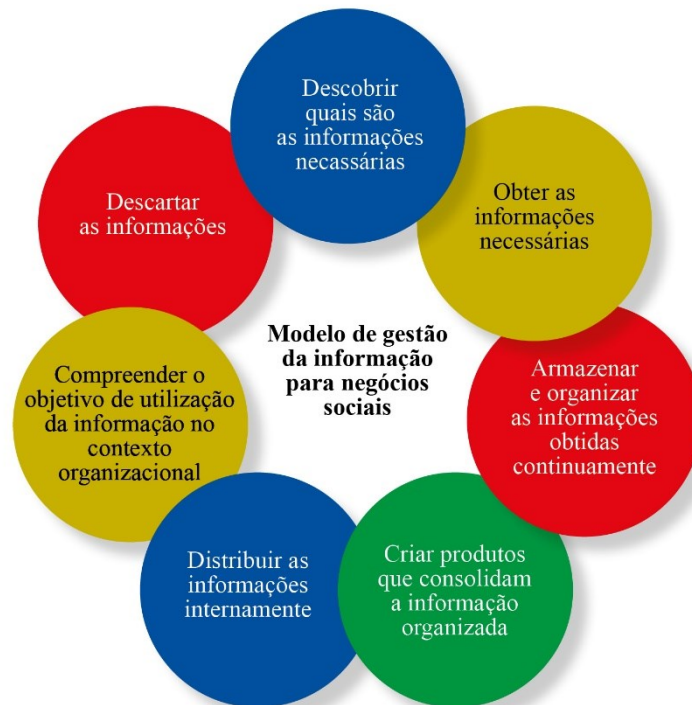 Descobrir
quais são
as informações
necassárias
Obter as
informações
necessárias
Armazenar
e organizar
as informações
obtidas
continuamente
Criar produtos
que consolidam
a informação
organizada
Distribuir as
informações
internamente
Compreender o
objetivo de utilização
da informação no
contexto
organizacional
Descartar
as informações
Modelo de gestão
da informação
para negócios
sociais